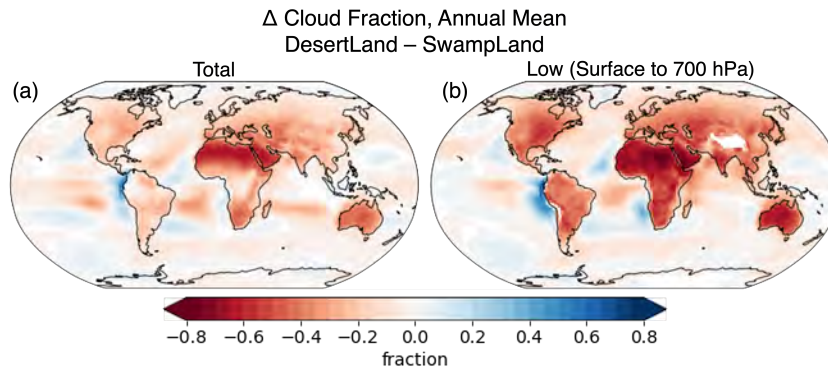 Δ Cloud Fraction, Annual Mean
DesertLand – SwampLand
Total
Low (Surface to 700 hPa)
(a)
(b)
−0.8 −0.6 −0.4 −0.2 0.0 0.2 0.4 0.6 0.8
fraction